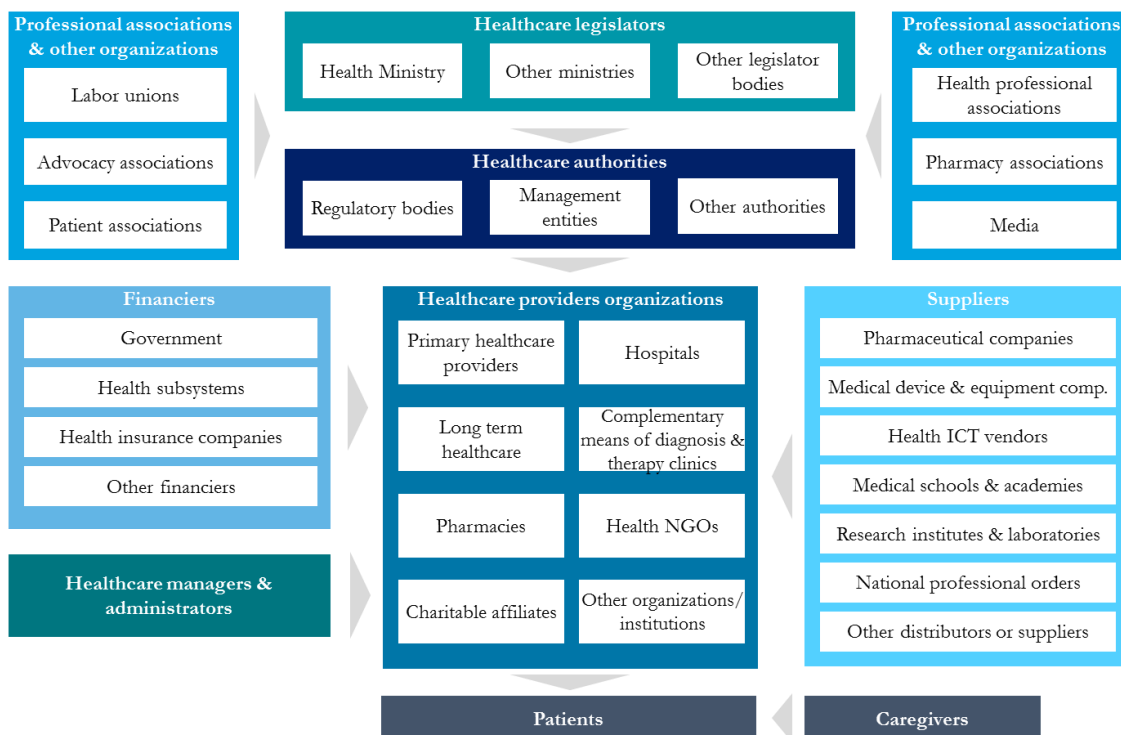 Professional associations
& other organizations
Labor unions
Advocacy associations
Patient associations
Healthcare legislators
Health Ministry
Other ministries
Other legislator
bodies
Healthcare authorities
Regulatory bodies
Management
entities
Other authorities
Professional associations
& other organizations
Health professional
associations
Pharmacy associations
Media
Financiers
Government
Health subsystems
Health insurance companies
Other financiers
Healthcare managers &
administrators
Healthcare providers organizations
Primary healthcare
providers
Hospitals
Long term
healthcare
Complementary
means of diagnosis &
therapy clinics
Pharmacies
Health NGOs
Charitable affiliates
Other organizations/
institutions
Suppliers
Pharmaceutical companies
Medical device & equipment comp.
Health ICT vendors
Medical schools & academies
Research institutes & laboratories
National professional orders
Other distributors or suppliers
Patients
Caregivers